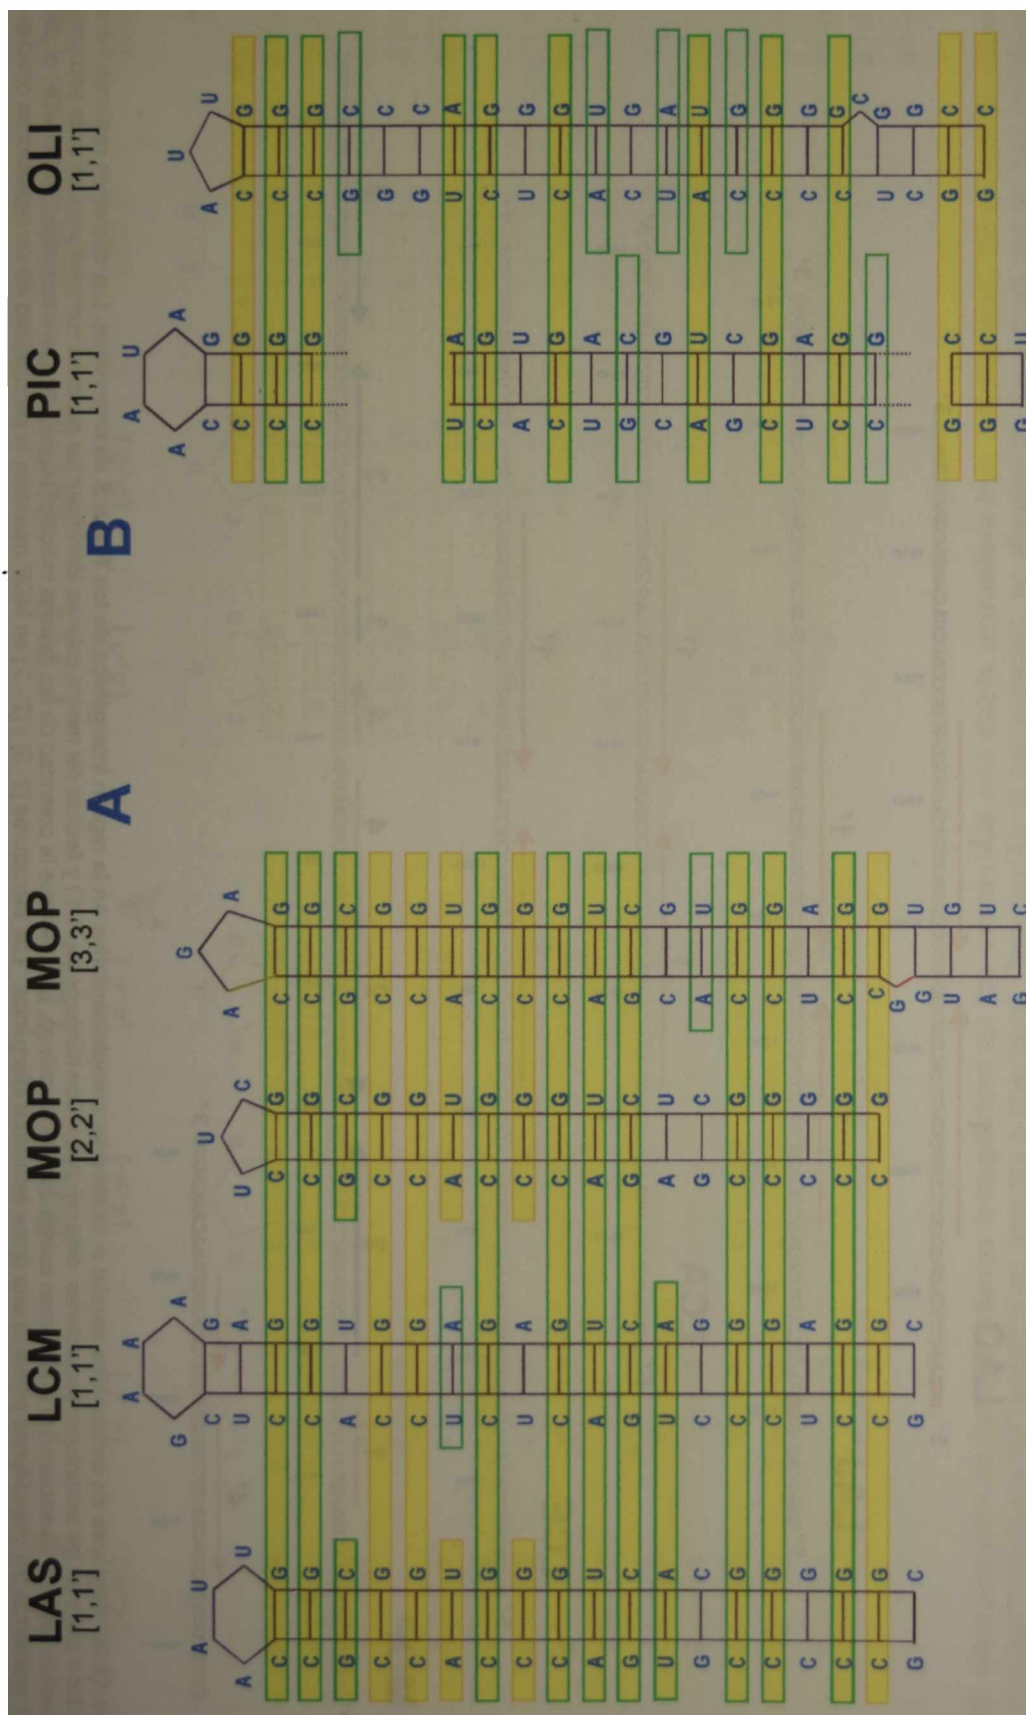 LAS LCM MOP MOP PIC OLI
[1,1'] [1,1'] [2,2'] [3,3'] [1,1'] [1,1']
A B
A A A U
G A G A A U
A U C G U C G A U
A U U A U C A A C G C G
C G C G C G C G C G C G
C G C G C G C G C G C G
G C A U G C G C G C
C G C G C G C G G C
C G C G C G C G G C
A U U A A U A U U A U A
C G C G C G C G C G C G
C G U A C G C G A U U G
C G C G C G C G C G C G
A U A U A U A U U A A U
G C G C G C G C G C C G
U A U A A U C G C G U A
G C C G G C A U A U A U
C G C G C G C G G C C G
C G C G C G C G C G C G
C G U A C G U A U A C G
C G C G C G C G C G C G
C
C G C G C G C G C G U G
G
G C G C G U C G
U G G C G C
A U G C G C
G C G U